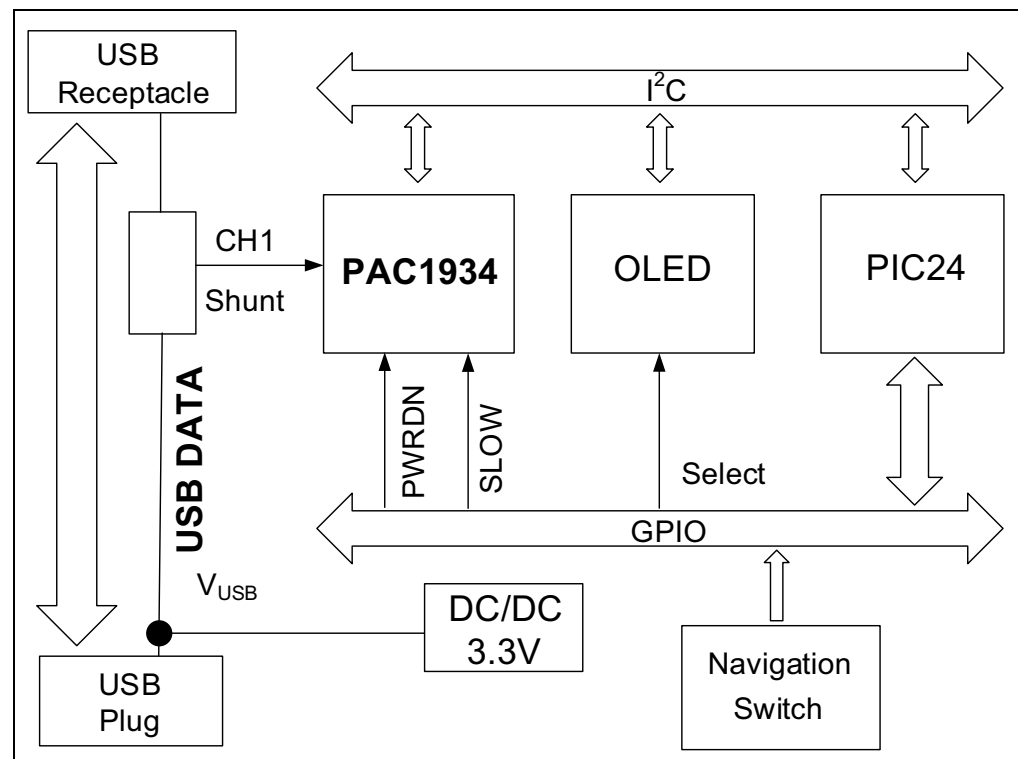 USB
Receptacle
I²C
CH1
Shunt
PAC1934
OLED
PIC24
USB DATA
PWRDN
SLOW
Select
GPIO
VUSB
DC/DC
3.3V
USB
Plug
Navigation
Switch